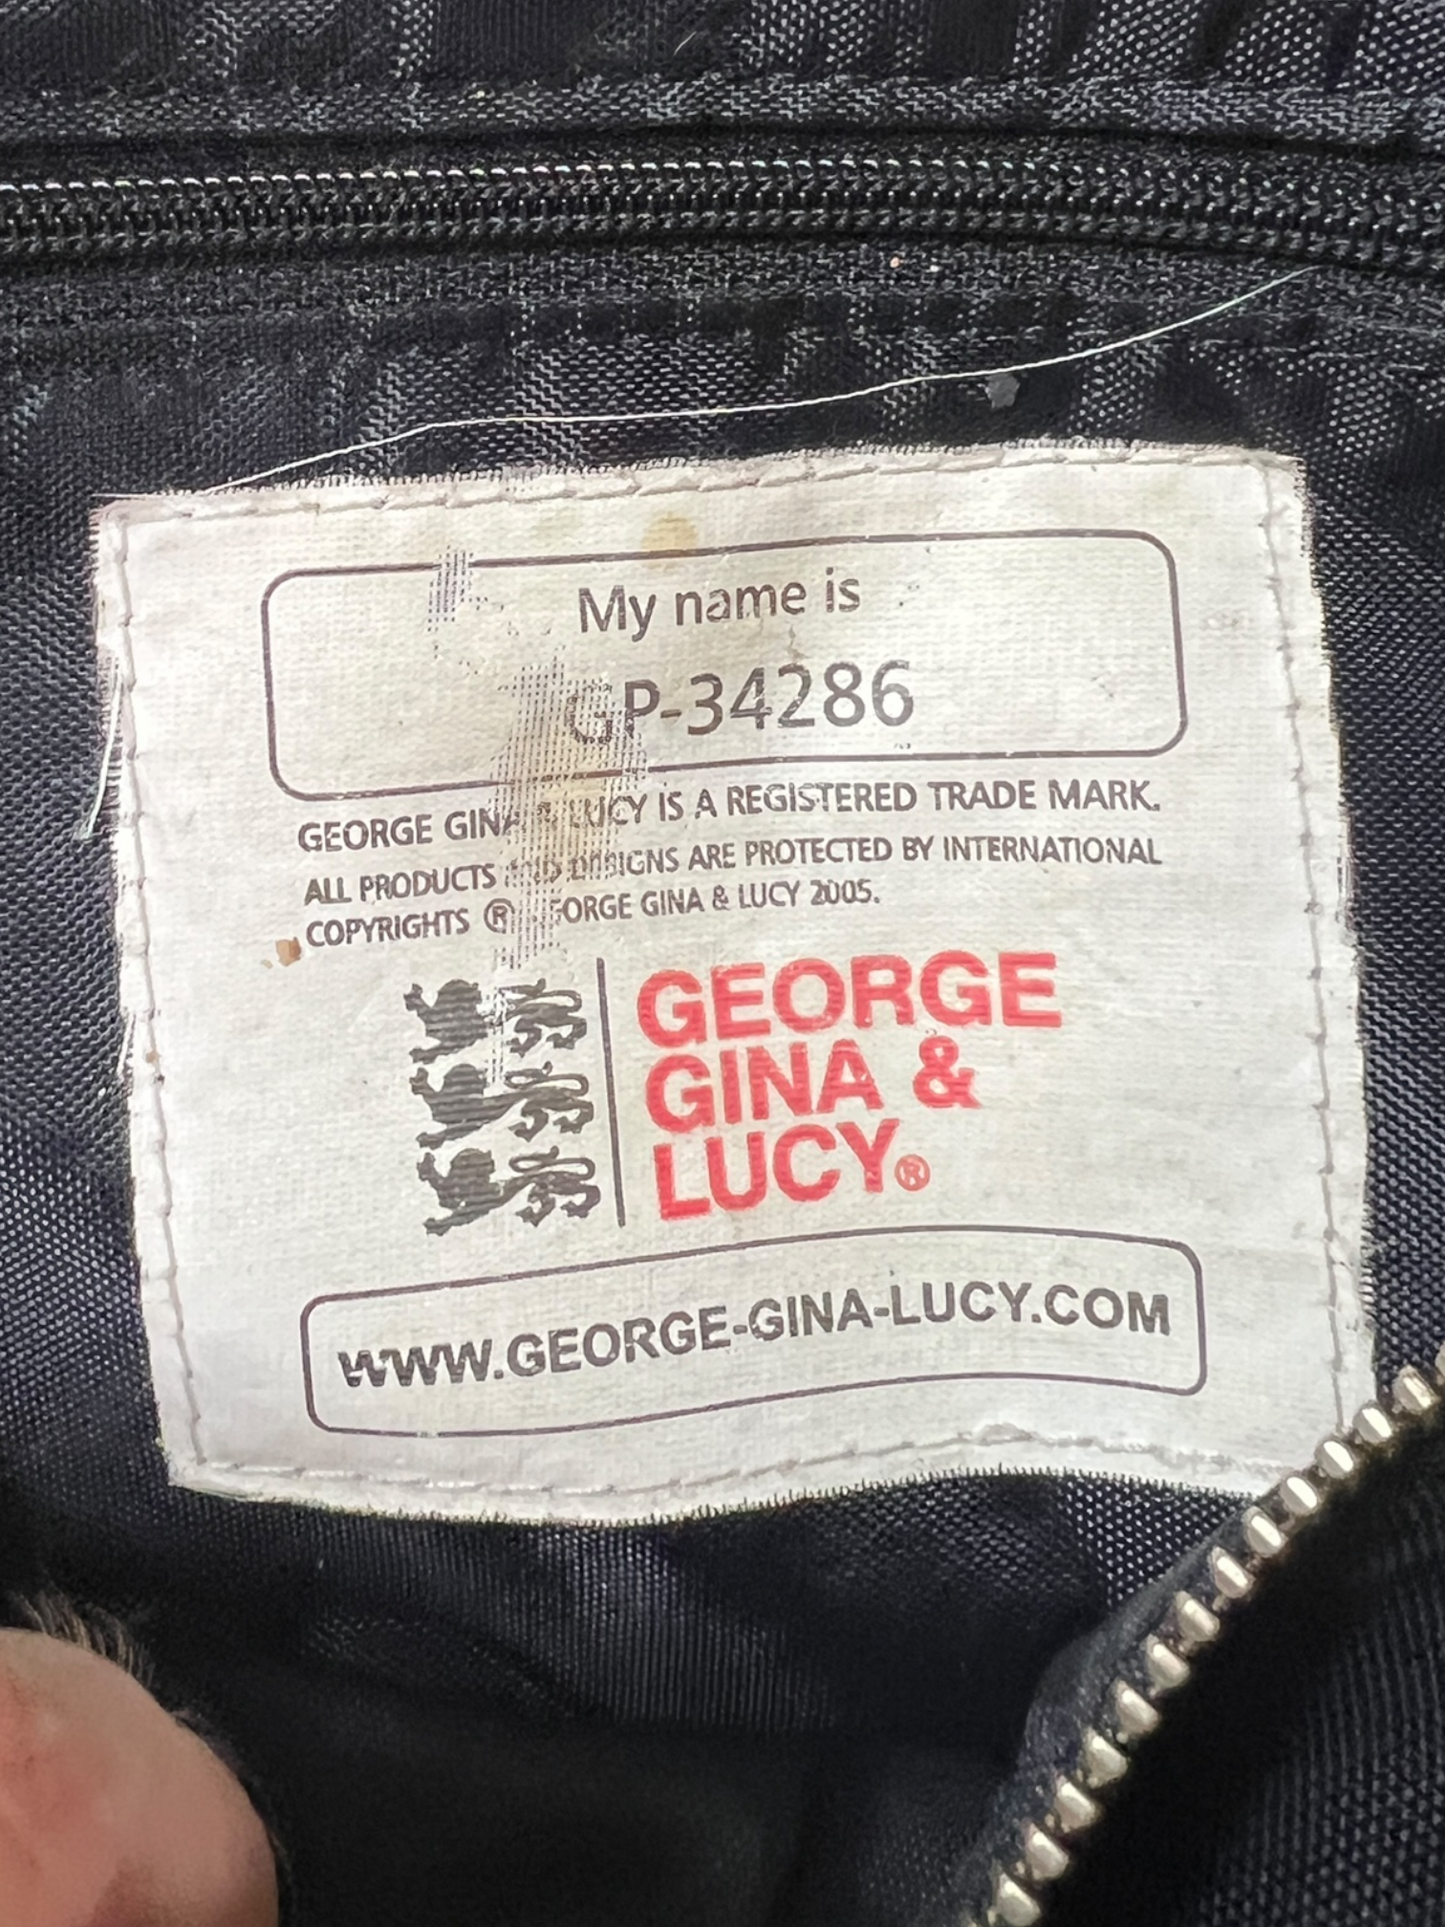 My name is
GP-34286
GEORGE GINA & LUCY IS A REGISTERED TRADE MARK.
ALL PRODUCTS AND DESIGNS ARE PROTECTED BY INTERNATIONAL
COPYRIGHTS ® GEORGE GINA & LUCY 2005.
GEORGE
GINA &
LUCY®
WWW.GEORGE-GINA-LUCY.COM